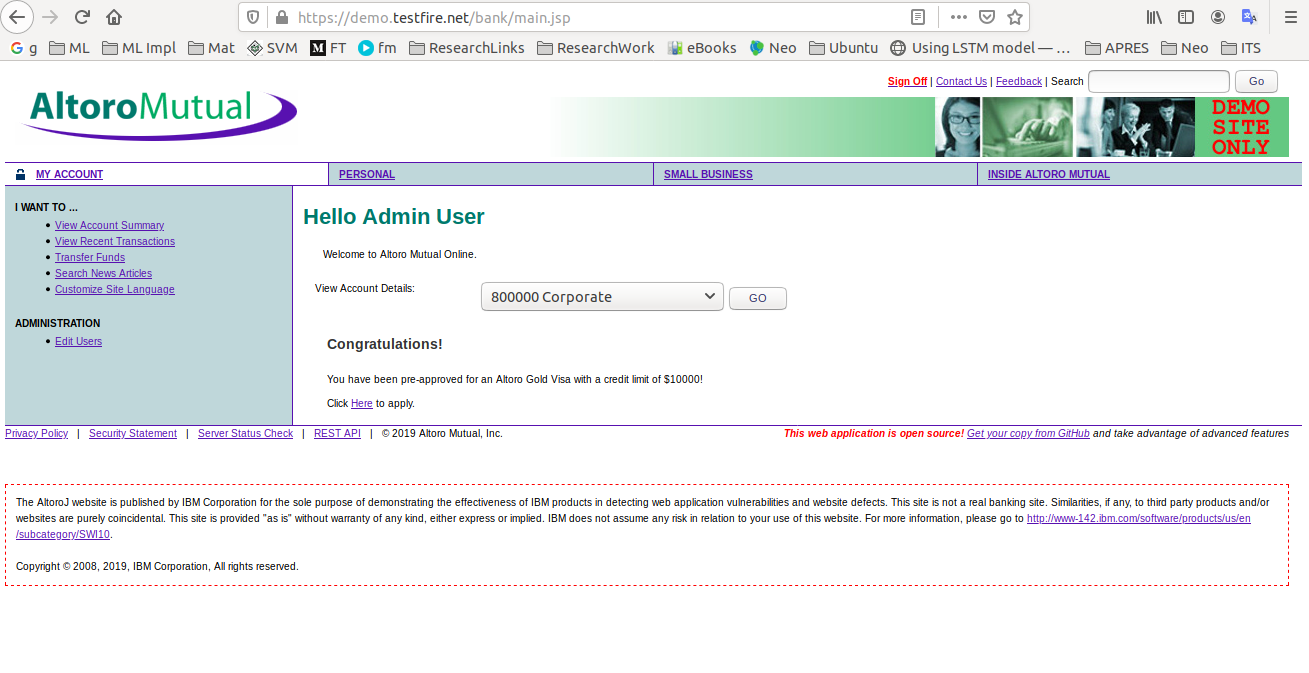 https://demo.testfire.net/bank/main.jsp
g ML ML Impl Mat SVM M FT fm ResearchLinks ResearchWork eBooks Neo Ubuntu Using LSTM model — ... APRES Neo ITS
Sign Off | Contact Us | Feedback | Search Go
AltoroMutual
DEMO
SITE
ONLY
MY ACCOUNT PERSONAL SMALL BUSINESS INSIDE ALTORO MUTUAL
I WANT TO ...
View Account Summary
View Recent Transactions
Transfer Funds
Search News Articles
Customize Site Language
ADMINISTRATION
Edit Users
Hello Admin User
Welcome to Altoro Mutual Online.
View Account Details: 800000 Corporate GO
Congratulations!
You have been pre-approved for an Altoro Gold Visa with a credit limit of $10000!
Click Here to apply.
Privacy Policy | Security Statement | Server Status Check | REST API | © 2019 Altoro Mutual, Inc. This web application is open source! Get your copy from GitHub and take advantage of advanced features
The AltoroJ website is published by IBM Corporation for the sole purpose of demonstrating the effectiveness of IBM products in detecting web application vulnerabilities and website defects. This site is not a real banking site. Similarities, if any, to third party products and/or
websites are purely coincidental. This site is provided "as is" without warranty of any kind, either express or implied. IBM does not assume any risk in relation to your use of this website. For more information, please go to http://www-142.ibm.com/software/products/us/en
/subcategory/SWI10.
Copyright © 2008, 2019, IBM Corporation, All rights reserved.